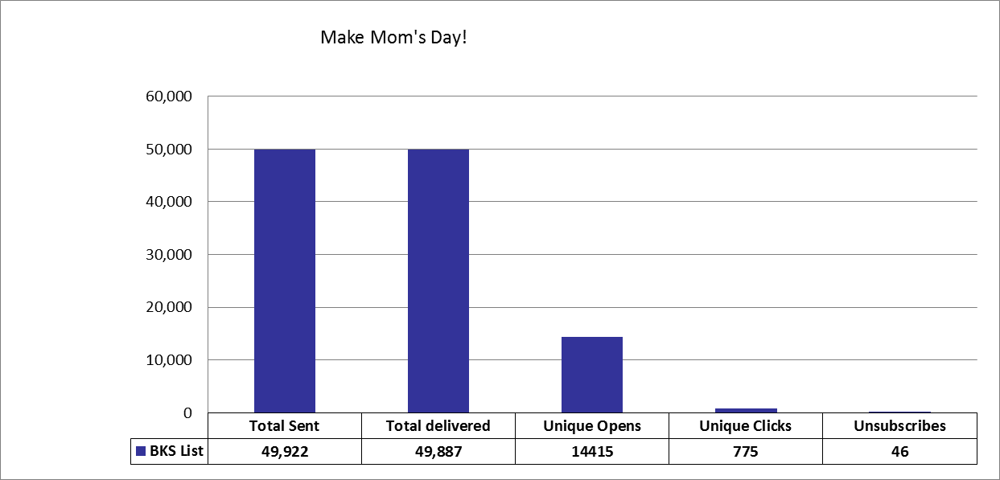 Make Mom's Day!
60,000
50,000
40,000
30,000
20,000
10,000
0
Total Sent Total delivered Unique Opens Unique Clicks Unsubscribes
BKS List 49,922 49,887 14415 775 46